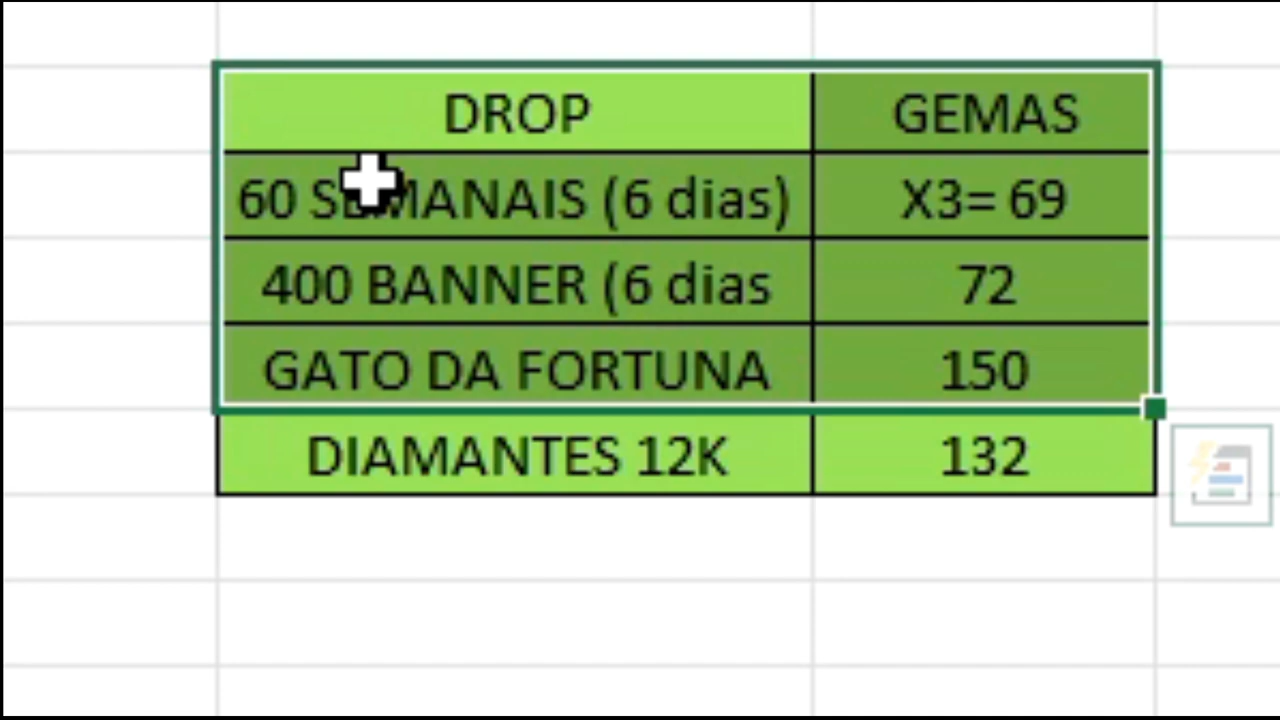 DROP GEMAS
60 SEMANAIS (6 dias) X3= 69
400 BANNER (6 dias 72
GATO DA FORTUNA 150
DIAMANTES 12K 132